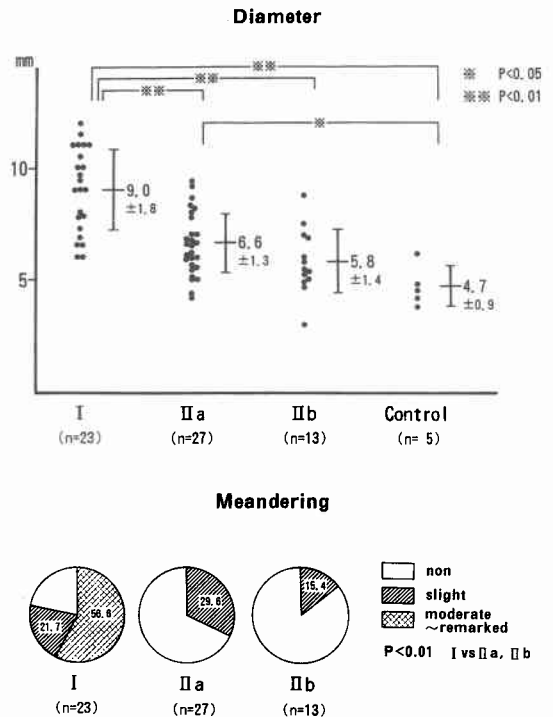 Diameter
mm
※※
※ P<0.05
※※
※※ P<0.01
※※
※
10
9.0
±1.8
6.6
±1.3
5.8
±1.4
5
4.7
±0.9
I IIa IIb Control
(n=23) (n=27) (n=13) (n= 5)
Meandering
non
slight
moderate
~remarked
21.7
29.6
15.4
P<0.01 I vs IIa, IIb
I IIa IIb
(n=23) (n=27) (n=13)